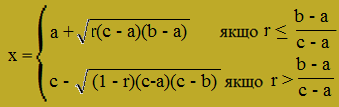 x = { a + √r(c - a)(b - a) якщо r ≤ b - a / c - a
c - √(1 - r)(c-a)(c - b) якщо r > b - a / c - a